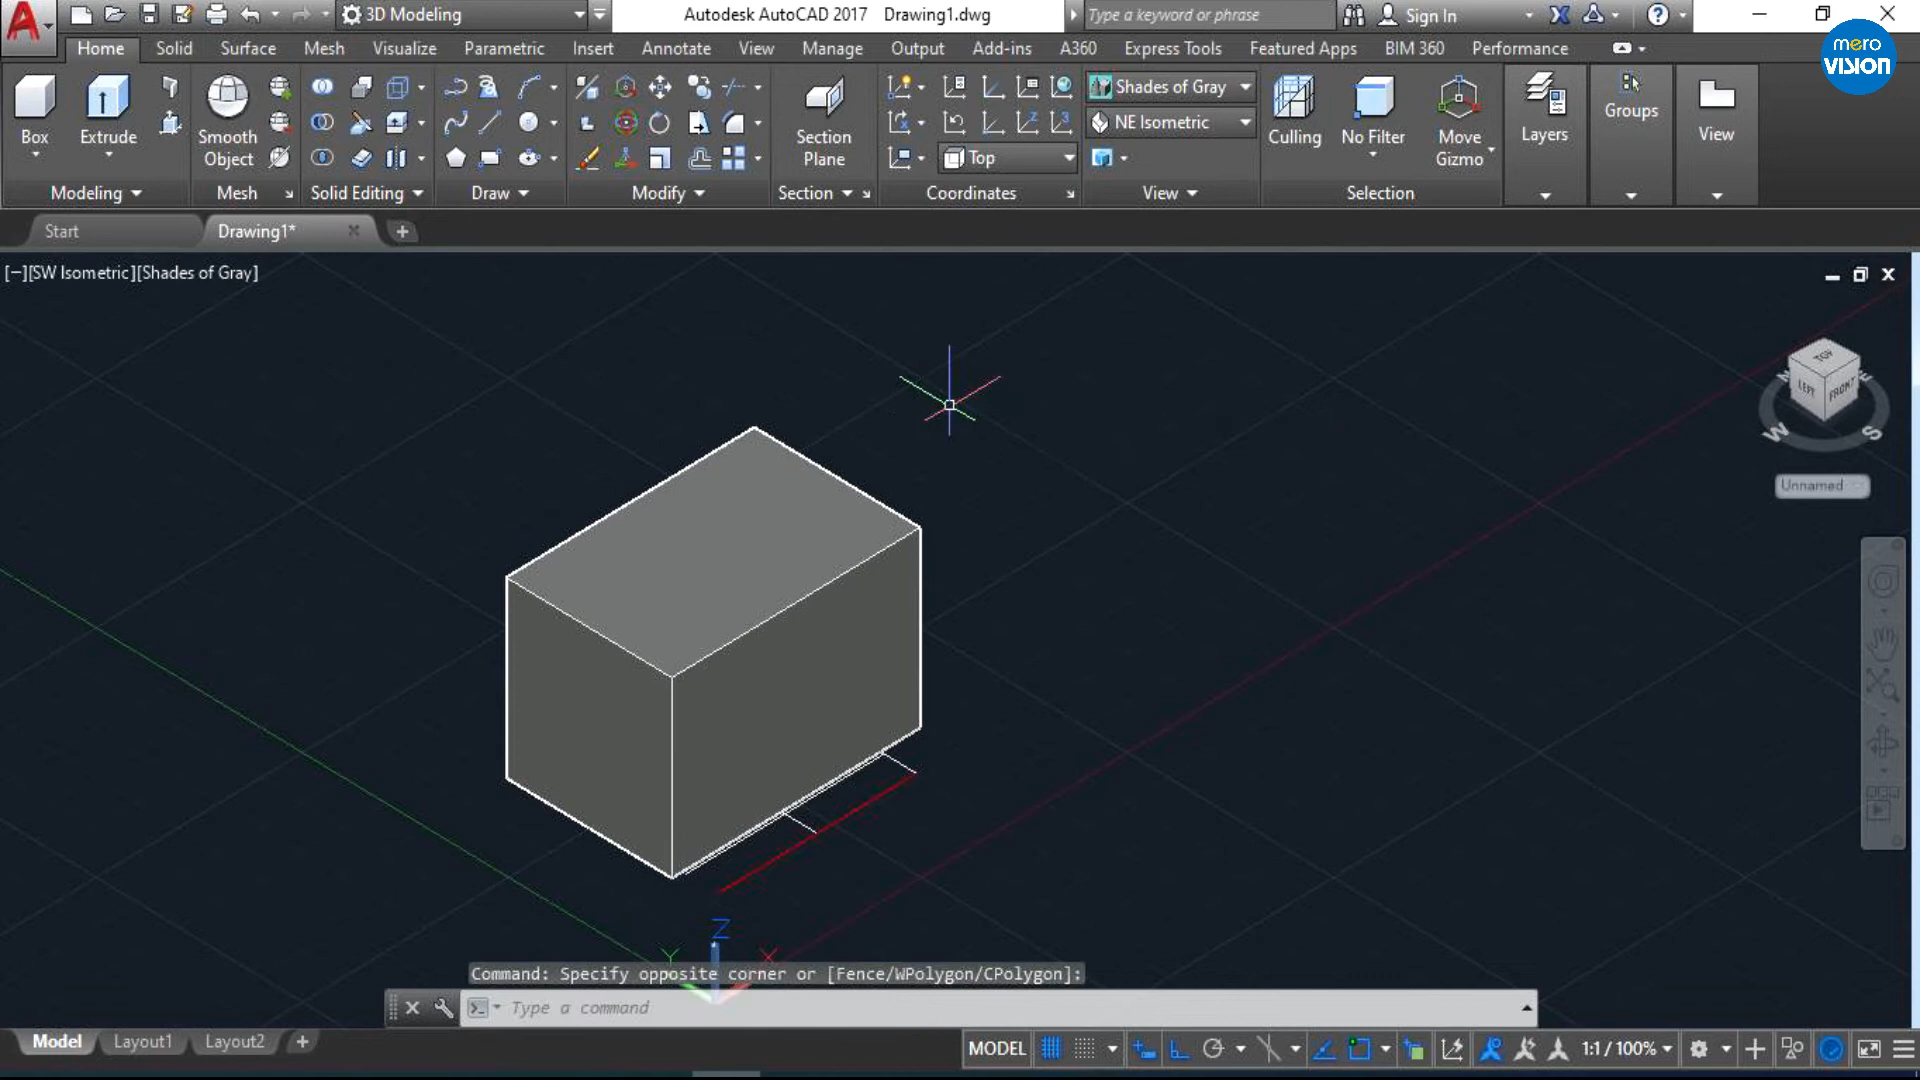 3D Modeling
Autodesk AutoCAD 2017 Drawing1.dwg
Type a keyword or phrase
Sign In
mero
VISION
Home Solid Surface Mesh Visualize Parametric Insert Annotate View Manage Output Add-ins A360 Express Tools Featured Apps BIM 360 Performance
Box
Extrude
Smooth
Object
Section
Plane
Top
Shades of Gray
NE Isometric
Culling
No Filter
Move
Gizmo
Layers
Groups
View
Modeling Mesh Solid Editing Draw Modify Section Coordinates View Selection
Start
Drawing1*
[−][SW Isometric][Shades of Gray]
TOP
LEFT
FRONT
W
S
Unnamed
Z
Y
X
Command: Specify opposite corner or [Fence/WPolygon/CPolygon]:
Type a command
Model Layout1 Layout2
MODEL
1:1 / 100%